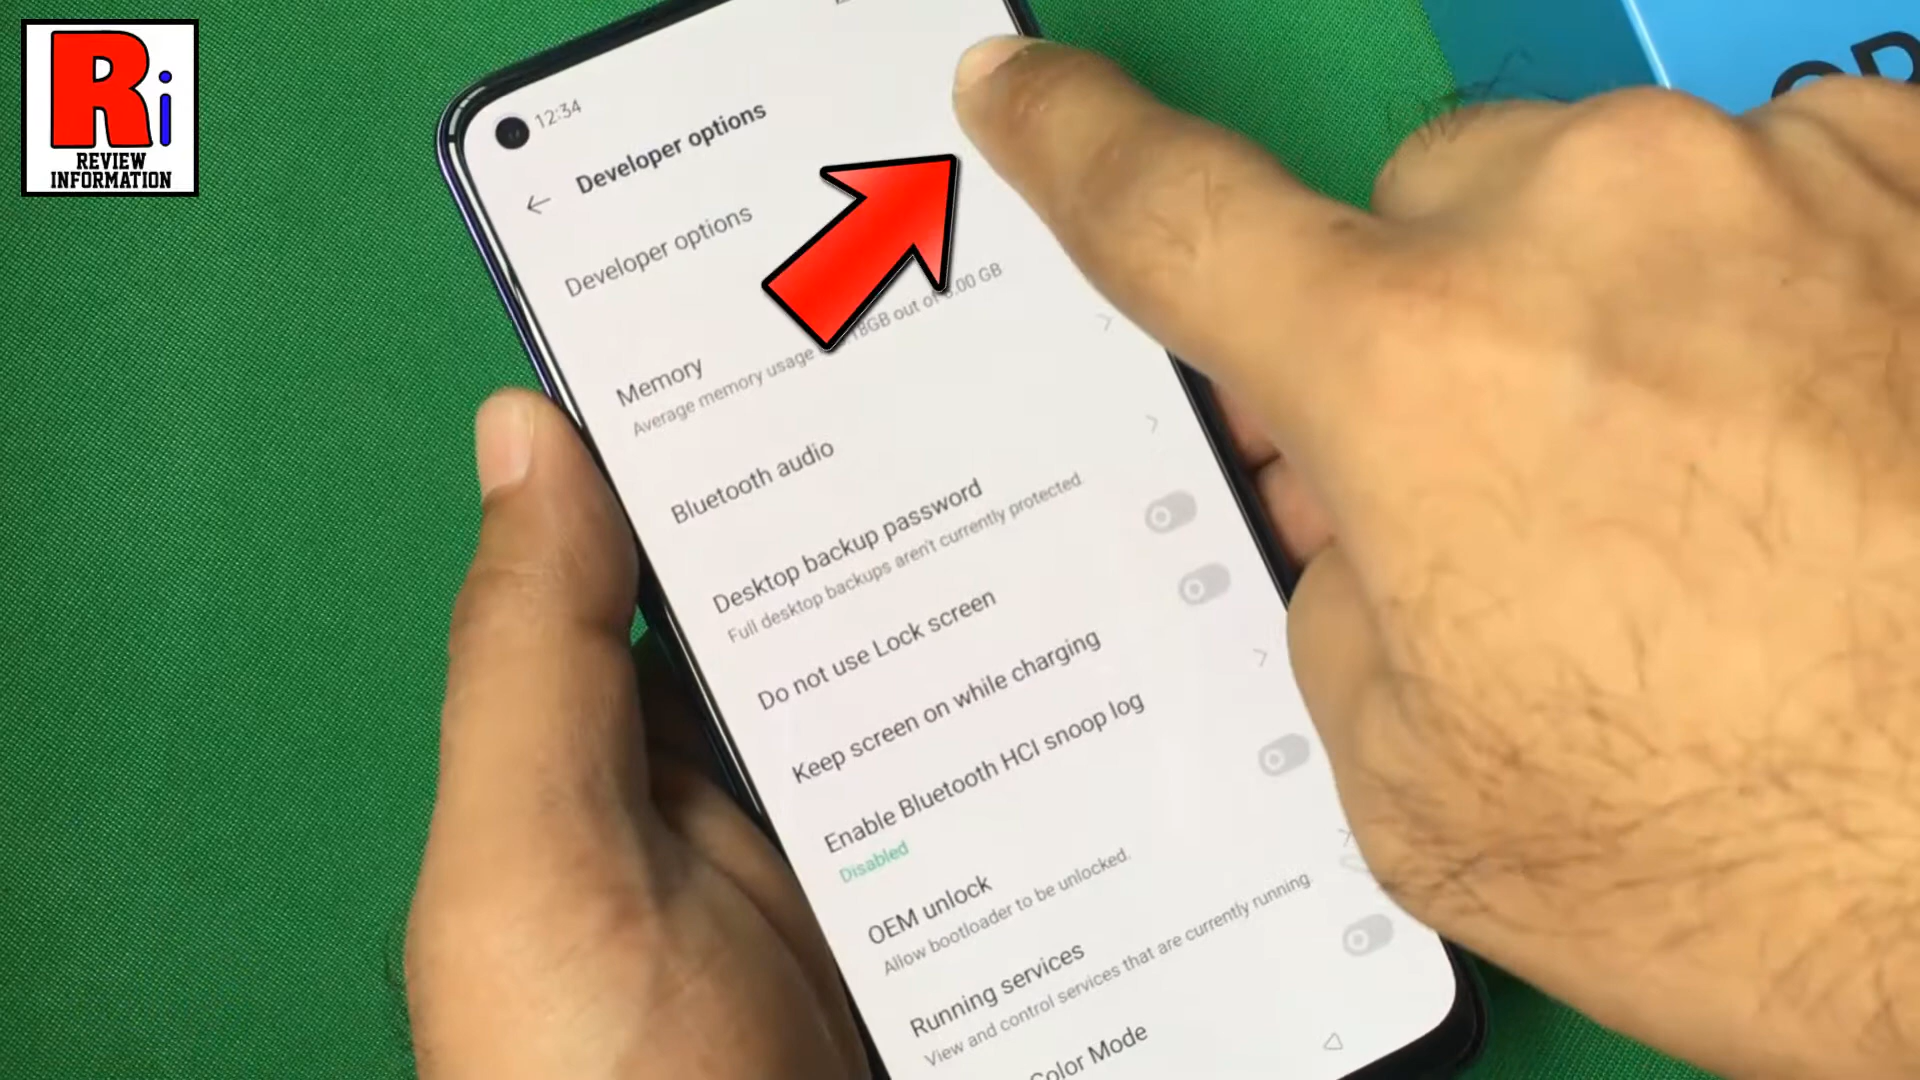 Ri
REVIEW
INFORMATION
12:34
Developer options
Developer options
Memory
Average memory usage 18GB out of .00 GB
Bluetooth audio
Desktop backup password
Full desktop backups aren't currently protected.
Do not use Lock screen
Keep screen on while charging
Enable Bluetooth HCI snoop log
Disabled
OEM unlock
Allow bootloader to be unlocked.
Running services
View and control services that are currently running.
Color Mode